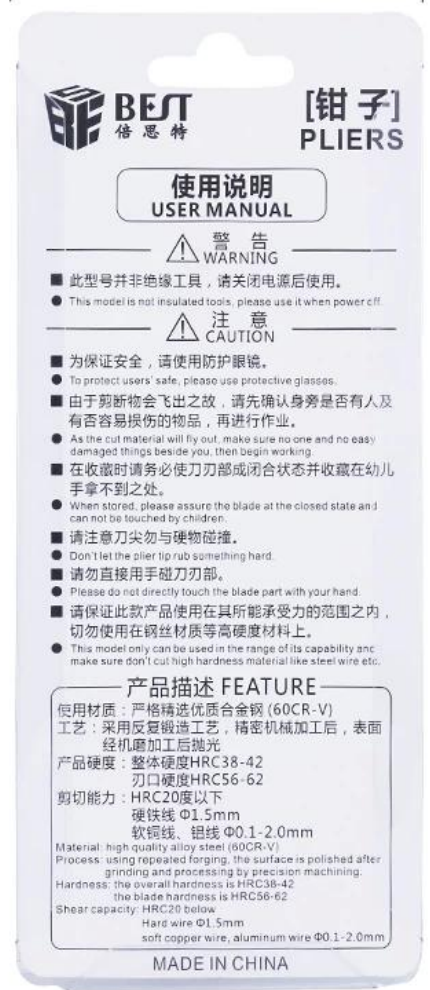 BEST
倍思特
[钳子]
PLIERS
使用说明
USER MANUAL
警 告
WARNING
■ 此型号并非绝缘工具，请关闭电源后使用。
● This model is not insulated tools, please use it when power off.
注 意
CAUTION
■ 为保证安全，请使用防护眼镜。
● To protect users' safe, please use protective glasses.
■ 由于剪断物会飞出之故，请先确认身旁是否有人及
有否容易损伤的物品，再进行作业。
● As the cut material will fly out, make sure no one and no easy
damaged things beside you, then begin working.
■ 在收藏时请务必使刀刃部成闭合状态并收藏在幼儿
手拿不到之处。
● When stored, please assure the blade at the closed state and
can not be touched by children.
■ 请注意刀尖勿与硬物碰撞。
● Don't let the plier tip rub something hard.
■ 请勿直接用手碰刀刃部。
● Please do not directly touch the blade part with your hand.
■ 请保证此款产品使用在其所能承受力的范围之内，
切勿使用在钢丝材质等高硬度材料上。
● This model only can be used in the range of its capability and
make sure don't cut high hardness material like steel wire etc.
产品描述 FEATURE
使用材质：严格精选优质合金钢 (60CR-V)
工艺：采用反复锻造工艺，精密机械加工后，表面
经机磨加工后抛光
产品硬度：整体硬度HRC38-42
刃口硬度HRC56-62
剪切能力：HRC20度以下
硬铁线 Φ1.5mm
软铜线、铝线 Φ0.1-2.0mm
Material: high quality alloy steel (60CR-V)
Process: using repeated forging, the surface is polished after
grinding and processing by precision machining.
Hardness: the overall hardness is HRC38-42
the blade hardness is HRC56-62
Shear capacity: HRC20 below
Hard wire Φ1.5mm
soft copper wire, aluminum wire Φ0.1-2.0mm
MADE IN CHINA